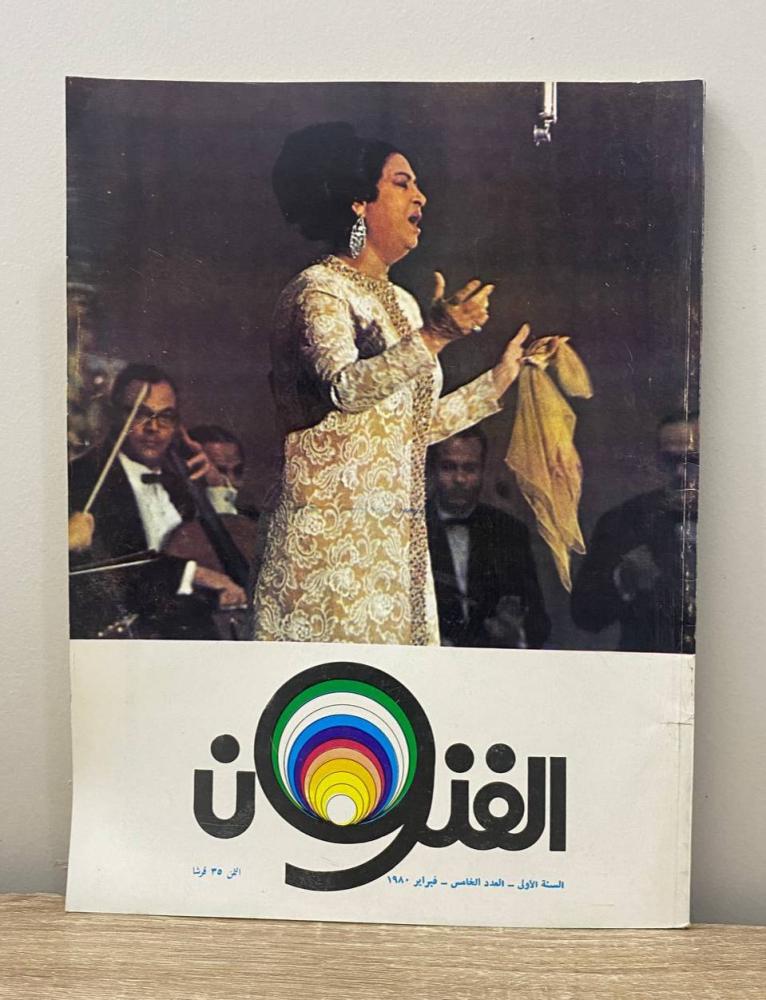 الفنون
السنة الأولى – العدد الخامس – فبراير ١٩٨٠
الثمن ٣٥ قرشا